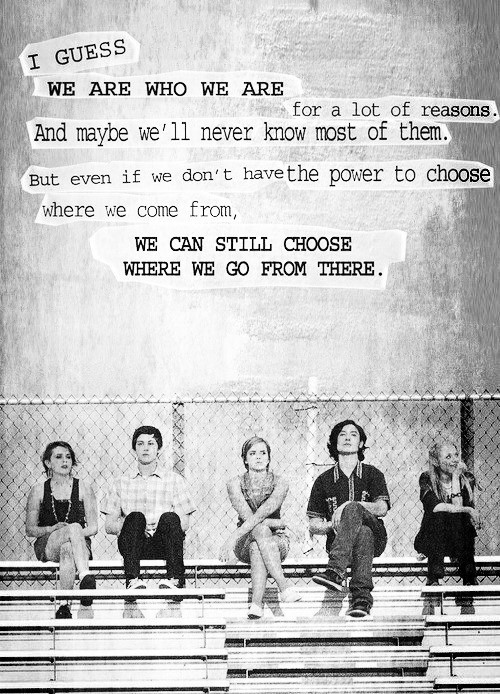 I GUESS
WE ARE WHO WE ARE
for a lot of reasons.
And maybe we'll never know most of them.
But even if we don't have the power to choose
where we come from,
WE CAN STILL CHOOSE
WHERE WE GO FROM THERE.